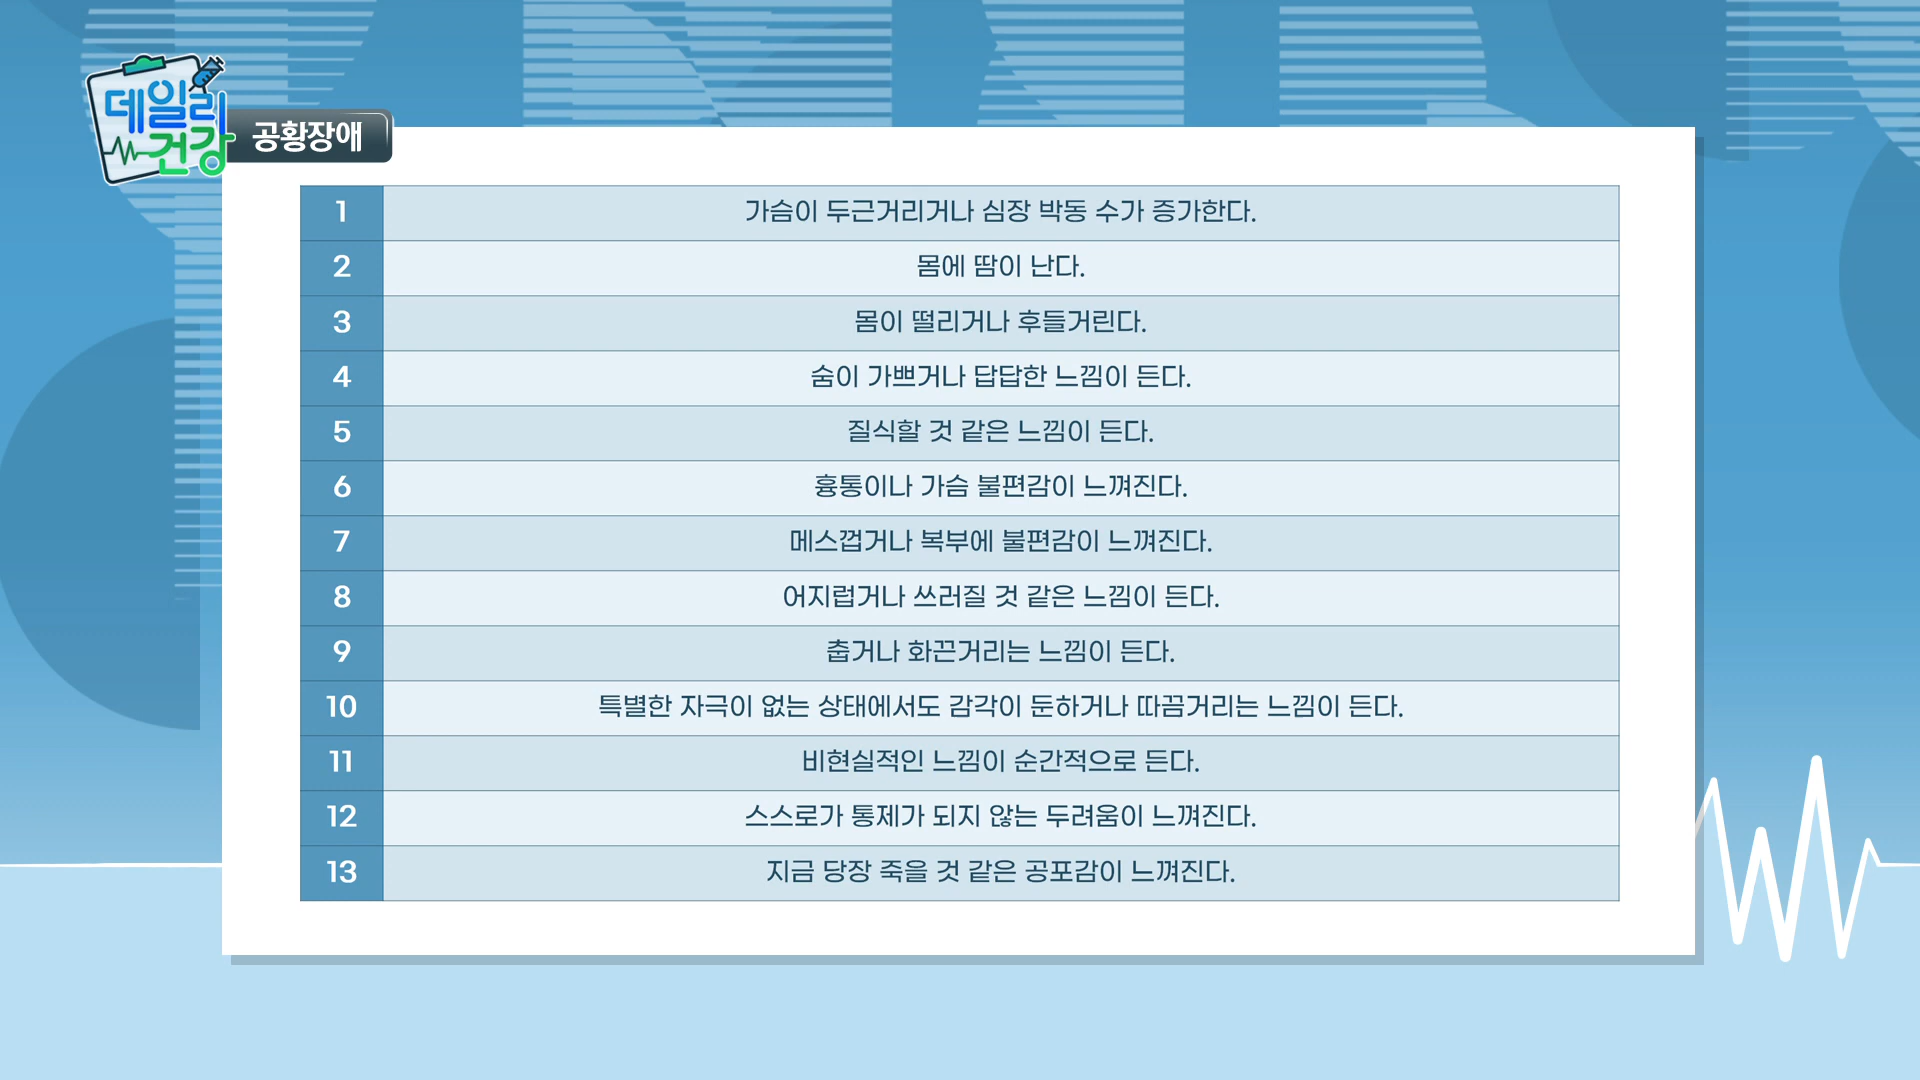 데일리
건강
공황장애
1 가슴이 두근거리거나 심장 박동 수가 증가한다.
2 몸에 땀이 난다.
3 몸이 떨리거나 후들거린다.
4 숨이 가쁘거나 답답한 느낌이 든다.
5 질식할 것 같은 느낌이 든다.
6 흉통이나 가슴 불편감이 느껴진다.
7 메스껍거나 복부에 불편감이 느껴진다.
8 어지럽거나 쓰러질 것 같은 느낌이 든다.
9 춥거나 화끈거리는 느낌이 든다.
10 특별한 자극이 없는 상태에서도 감각이 둔하거나 따끔거리는 느낌이 든다.
11 비현실적인 느낌이 순간적으로 든다.
12 스스로가 통제가 되지 않는 두려움이 느껴진다.
13 지금 당장 죽을 것 같은 공포감이 느껴진다.